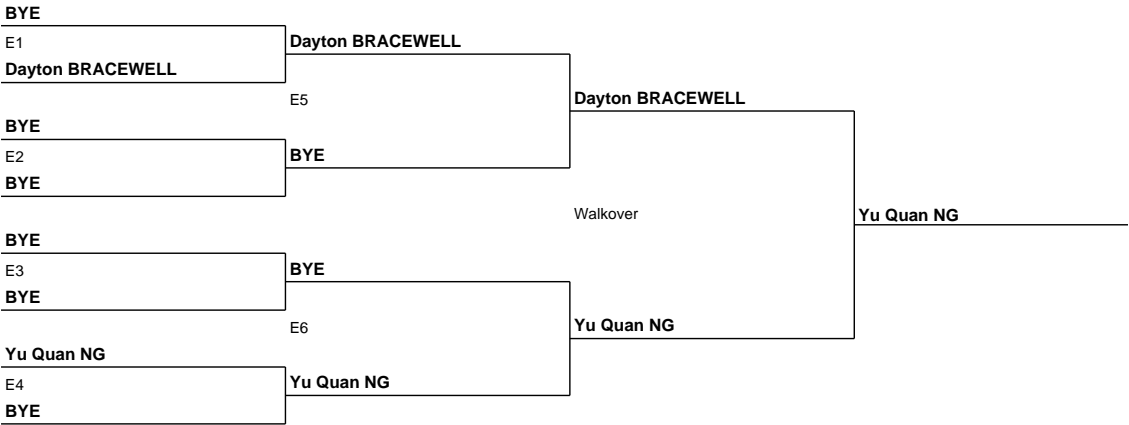 BYE
E1
Dayton BRACEWELL
Dayton BRACEWELL
E5
Dayton BRACEWELL
BYE
E2
BYE
BYE
Walkover
Yu Quan NG
BYE
E3
BYE
BYE
E6
Yu Quan NG
Yu Quan NG
E4
Yu Quan NG
BYE